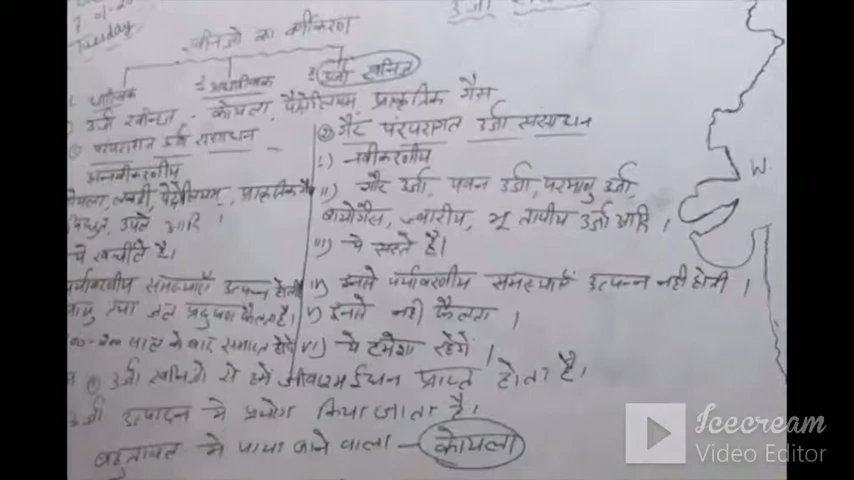 7
Tuesday
ऊर्जा
खनिजों का वर्गीकरण
धात्विक
अधात्विक
ऊर्जा खनिज
ऊर्जा खनिज - कोयला, पैट्रोलियम प्राकृतिक गैस
① परंपरागत ऊर्जा संसाधन
अनवीकरणीय
कोयला, लकड़ी, पेट्रोलियम, प्राकृतिक गैस
विद्युत, उपले आदि।
ये खर्चीले है।
पर्यावरणीय समस्याएँ उत्पन्न होती
वायु तथा जल प्रदूषण फैलता है।
साल के बाद समाप्त होंगे
② गैर परंपरागत ऊर्जा संसाधन
i) नवीकरणीय
ii) सौर ऊर्जा, पवन ऊर्जा, परमाणु ऊर्जा,
बायोगैस, ज्वारीय, भू तापीय ऊर्जा आदि।
iii) ये सस्ते है।
iv) इनसे पर्यावरणीय समस्याएँ उत्पन्न नही होती।
v) इनसे नही फैलता।
vi) ये हमेशा रहेगें।
① ऊर्जा खनिजो से हमें जीवाश्म ईंधन प्राप्त होता है।
ऊर्जा उत्पादन मे प्रयोग किया जाता है।
बहुतायत मे पाया जाने वाला - कोयला
W.
Icecream
Video Editor